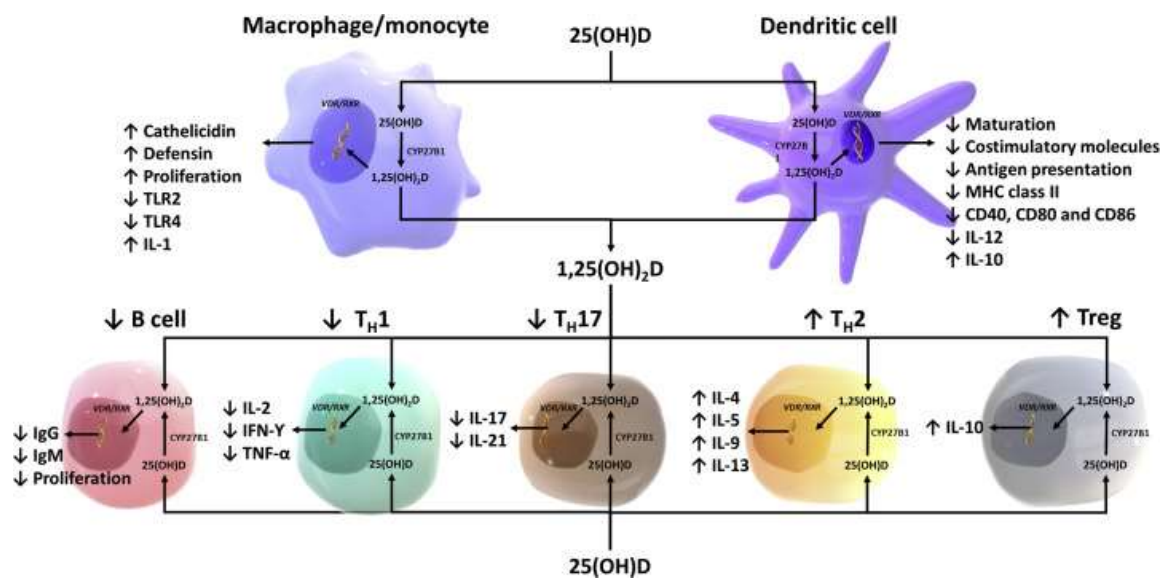 Macrophage/monocyte
25(OH)D
Dendritic cell
VDR/RXR
25(OH)D
CYP27B1
1,25(OH)₂D
↑ Cathelicidin
↑ Defensin
↑ Proliferation
↓ TLR2
↓ TLR4
↑ IL-1
VDR/RXR
25(OH)D
CYP27B
1
1,25(OH)₂D
↓ Maturation
↓ Costimulatory molecules
↓ Antigen presentation
↓ MHC class II
↓ CD40, CD80 and CD86
↓ IL-12
↑ IL-10
1,25(OH)₂D
↓ B cell
↓ TH1
↓ TH17
↑ TH2
↑ Treg
VDR/RXR
1,25(OH)₂D
CYP27B1
25(OH)D
↓ IgG
↓ IgM
↓ Proliferation
↓ IL-2
↓ IFN-Y
↓ TNF-α
VDR/RXR
1,25(OH)₂D
CYP27B1
25(OH)D
↓ IL-17
↓ IL-21
VDR/RXR
1,25(OH)₂D
CYP27B1
25(OH)D
↑ IL-4
↑ IL-5
↑ IL-9
↑ IL-13
VDR/RXR
1,25(OH)₂D
CYP27B1
25(OH)D
↑ IL-10
VDR/RXR
1,25(OH)₂D
CYP27B1
25(OH)D
25(OH)D